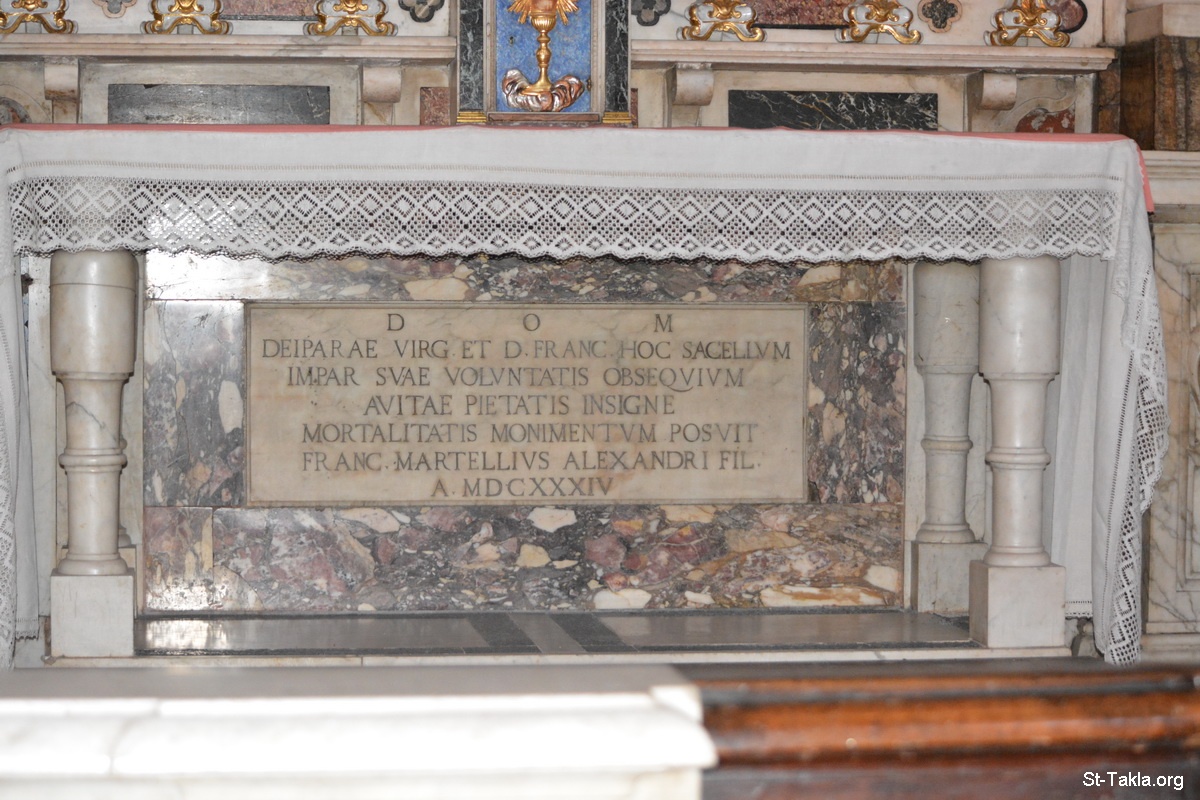 D O M
DEIPARAE VIRG. ET D. FRANC. HOC SACELLVM
IMPAR SVAE VOLVNTATIS OBSEQVIVM
AVITAE PIETATIS INSIGNE
MORTALITATIS MONIMENTVM POSVIT
FRANC. MARTELLIVS ALEXANDRI FIL.
A. MDCXXXIV
St-Takla.org